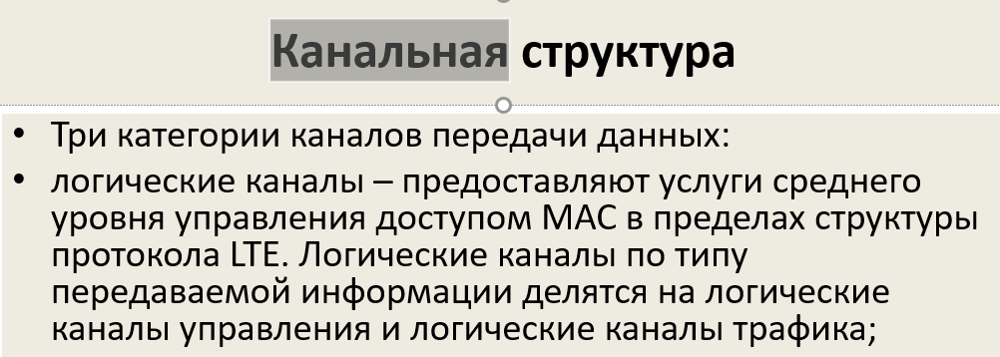 Канальная структура
• Три категории каналов передачи данных:
• логические каналы – предоставляют услуги среднего
уровня управления доступом MAC в пределах структуры
протокола LTE. Логические каналы по типу
передаваемой информации делятся на логические
каналы управления и логические каналы трафика;